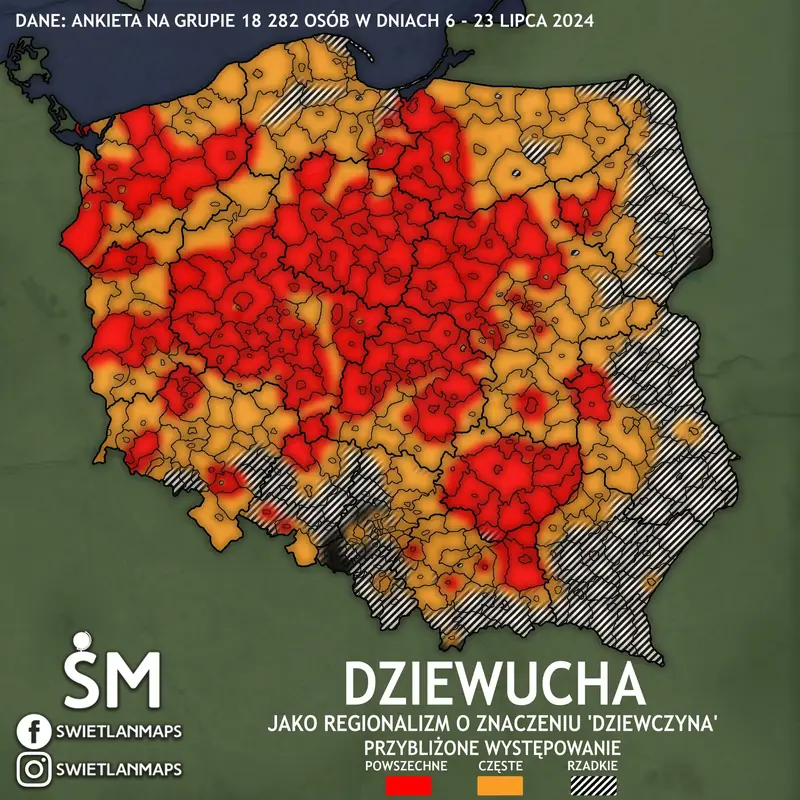 DANE: ANKIETA NA GRUPIE 18 282 OSÓB W DNIACH 6 - 23 LIPCA 2024
ŚM
SWIETLANMAPS
SWIETLANMAPS
DZIEWUCHA
JAKO REGIONALIZM O ZNACZENIU 'DZIEWCZYNA'
PRZYBLIŻONE WYSTĘPOWANIE
POWSZECHNE CZĘSTE RZADKIE